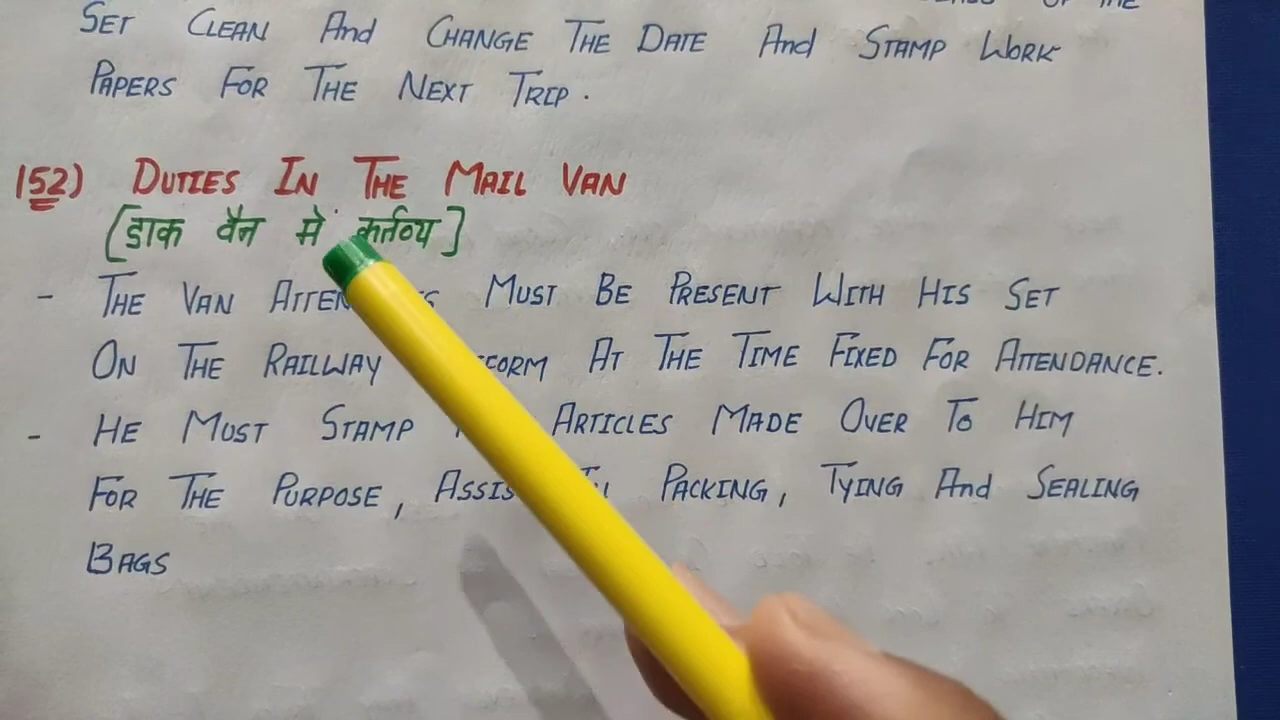 OF THE
SET CLEAN And CHANGE THE DATE And STAMP WORK
PAPERS FOR THE NEXT TRIP.
152) DUTIES IN THE MAIL VAN
[डाक वैन मे कर्तव्य]
- THE VAN MUST BE PRESENT WITH HIS SET
ON THE RAILWAY AT THE TIME FIXED FOR ATTENDANCE.
- HE MUST STAMP ARTICLES MADE OVER TO HIM
FOR THE PURPOSE, PACKING, TYING And SEALING
BAGS